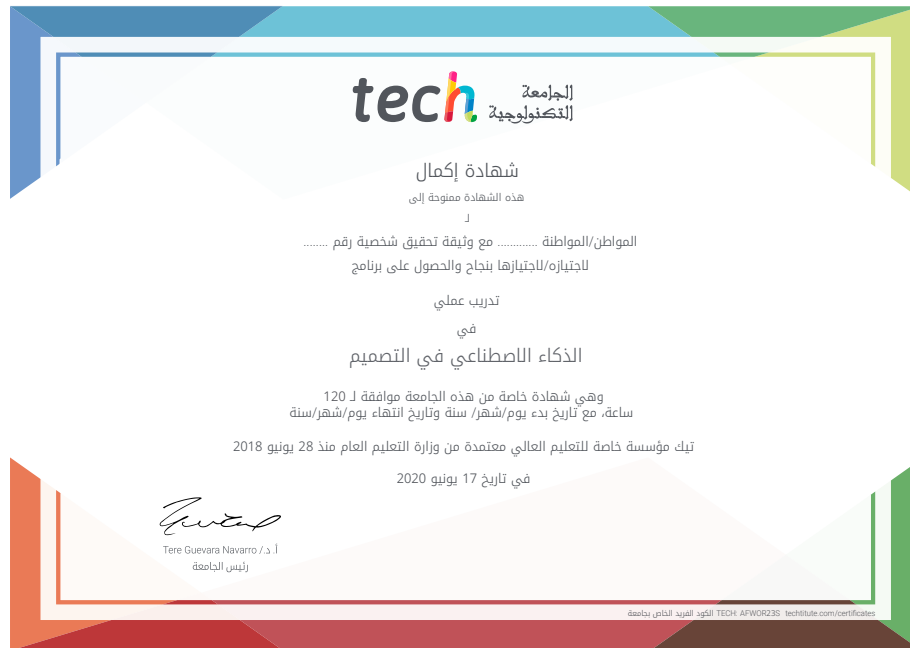 tech الجامعة
التكنولوجية
شهادة إكمال
هذه الشهادة ممنوحة إلى
لـ
المواطن/المواطنة ............ مع وثيقة تحقيق شخصية رقم ........
لاجتيازه/لاجتيازها بنجاح والحصول على برنامج
تدريب عملي
في
الذكاء الاصطناعي في التصميم
وهي شهادة خاصة من هذه الجامعة موافقة لـ 120
ساعة، مع تاريخ بدء يوم/شهر/ سنة وتاريخ انتهاء يوم/شهر/سنة
تيك مؤسسة خاصة للتعليم العالي معتمدة من وزارة التعليم العام منذ 28 يونيو 2018
في تاريخ 17 يونيو 2020
أ. د./ Tere Guevara Navarro
رئيس الجامعة
الكود الفريد الخاص بجامعة TECH: AFWOR23S techtitute.com/certificates